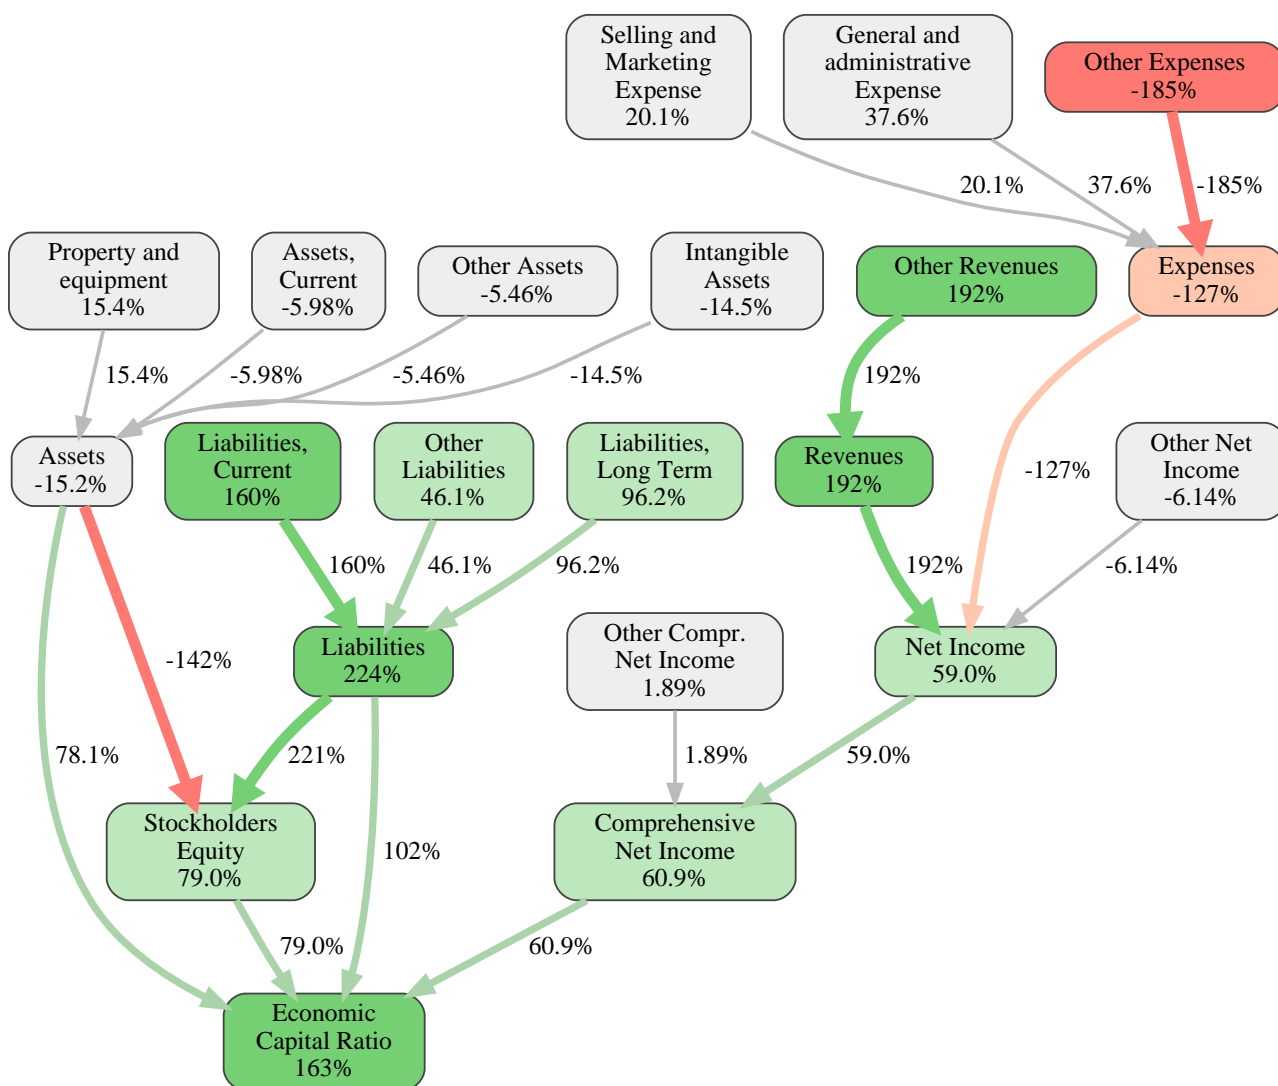 Selling and
Marketing
Expense
20.1%
General and
administrative
Expense
37.6%
Other Expenses
-185%
20.1%
37.6%
-185%
Property and
equipment
15.4%
Assets,
Current
-5.98%
Other Assets
-5.46%
Intangible
Assets
-14.5%
Other Revenues
192%
Expenses
-127%
15.4%
-5.98%
-5.46%
-14.5%
192%
Assets
-15.2%
Liabilities,
Current
160%
Other
Liabilities
46.1%
Liabilities,
Long Term
96.2%
Revenues
192%
-127%
Other Net
Income
-6.14%
160%
46.1%
96.2%
192%
-6.14%
-142%
Liabilities
224%
Other Compr.
Net Income
1.89%
Net Income
59.0%
78.1%
221%
1.89%
59.0%
Stockholders
Equity
79.0%
102%
Comprehensive
Net Income
60.9%
79.0%
60.9%
Economic
Capital Ratio
163%